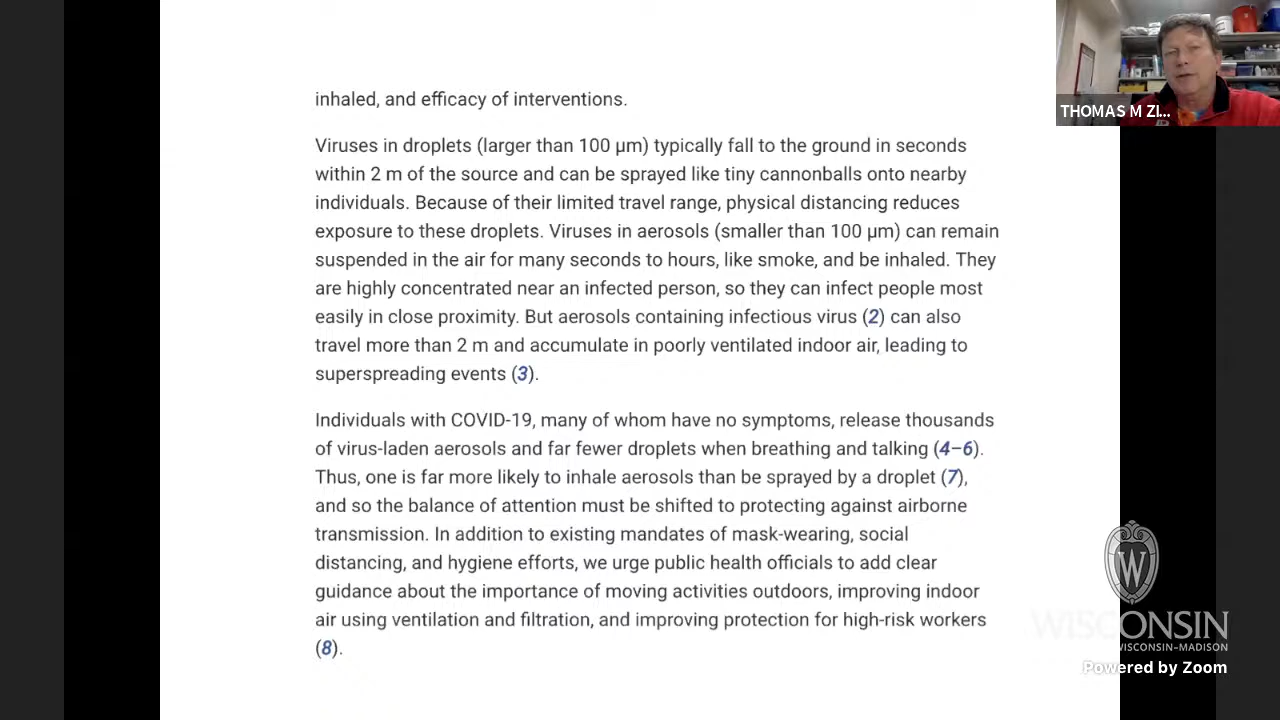 inhaled, and efficacy of interventions.
Viruses in droplets (larger than 100 µm) typically fall to the ground in seconds
within 2 m of the source and can be sprayed like tiny cannonballs onto nearby
individuals. Because of their limited travel range, physical distancing reduces
exposure to these droplets. Viruses in aerosols (smaller than 100 µm) can remain
suspended in the air for many seconds to hours, like smoke, and be inhaled. They
are highly concentrated near an infected person, so they can infect people most
easily in close proximity. But aerosols containing infectious virus (2) can also
travel more than 2 m and accumulate in poorly ventilated indoor air, leading to
superspreading events (3).
Individuals with COVID-19, many of whom have no symptoms, release thousands
of virus-laden aerosols and far fewer droplets when breathing and talking (4–6).
Thus, one is far more likely to inhale aerosols than be sprayed by a droplet (7),
and so the balance of attention must be shifted to protecting against airborne
transmission. In addition to existing mandates of mask-wearing, social
distancing, and hygiene efforts, we urge public health officials to add clear
guidance about the importance of moving activities outdoors, improving indoor
air using ventilation and filtration, and improving protection for high-risk workers
(8).
THOMAS M ZI...
W
WISCONSIN
WISCONSIN–MADISON
Powered by Zoom